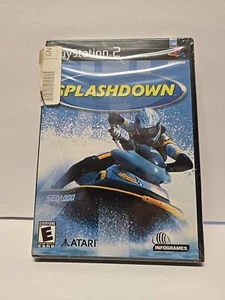 PlayStation 2
SPLASHDOWN
SEA-DOO
E
ATARI
INFOGRAMES